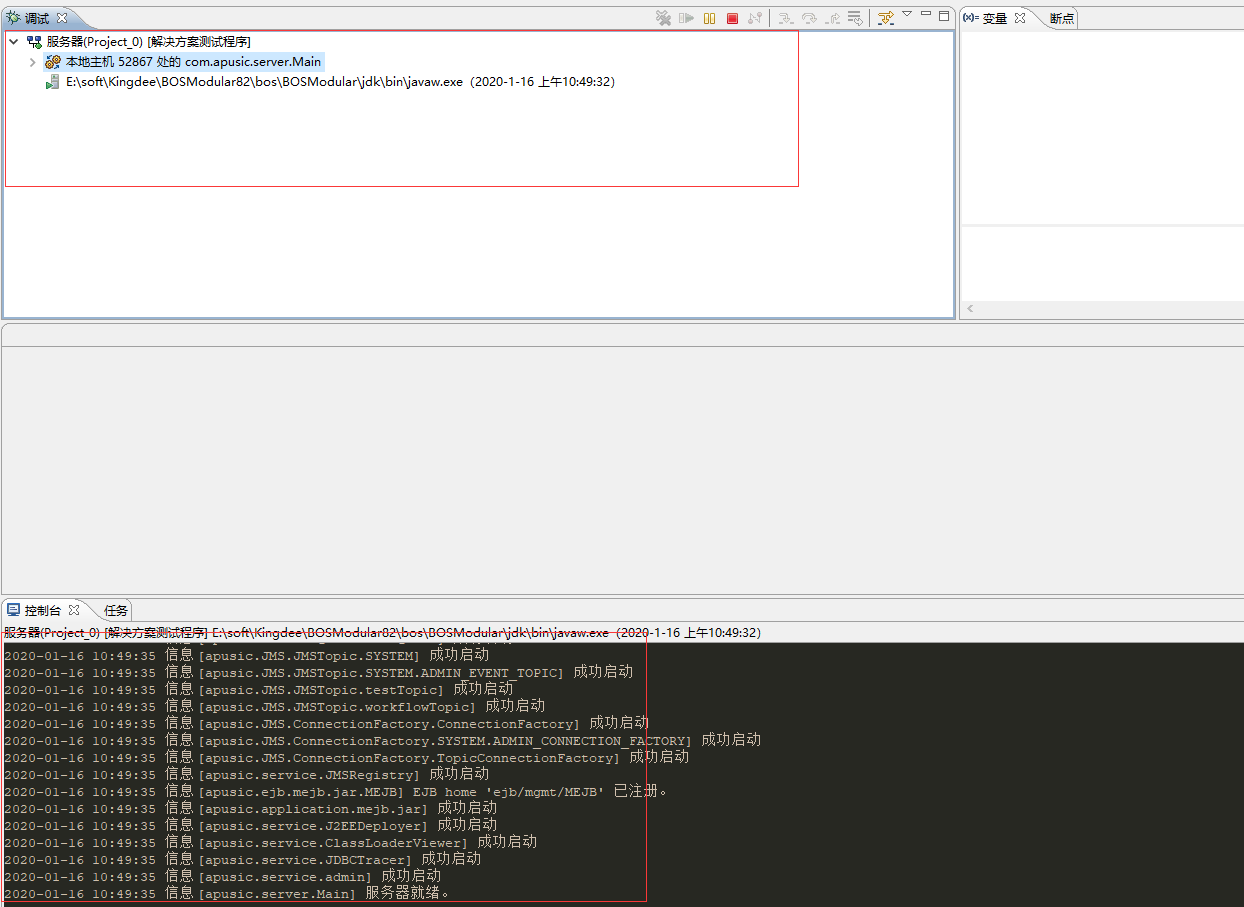 调试
服务器(Project_0) [解决方案测试程序]
本地主机 52867 处的 com.apusic.server.Main
E:\soft\Kingdee\BOSModular82\bos\BOSModular\jdk\bin\javaw.exe（2020-1-16 上午10:49:32）
(x)= 变量
断点
控制台
任务
服务器(Project_0) [解决方案测试程序] E:\soft\Kingdee\BOSModular82\bos\BOSModular\jdk\bin\javaw.exe（2020-1-16 上午10:49:32）
2020-01-16 10:49:35 信息 [apusic.JMS.JMSTopic.SYSTEM] 成功启动
2020-01-16 10:49:35 信息 [apusic.JMS.JMSTopic.SYSTEM.ADMIN_EVENT_TOPIC] 成功启动
2020-01-16 10:49:35 信息 [apusic.JMS.JMSTopic.testTopic] 成功启动
2020-01-16 10:49:35 信息 [apusic.JMS.JMSTopic.workflowTopic] 成功启动
2020-01-16 10:49:35 信息 [apusic.JMS.ConnectionFactory.ConnectionFactory] 成功启动
2020-01-16 10:49:35 信息 [apusic.JMS.ConnectionFactory.SYSTEM.ADMIN_CONNECTION_FACTORY] 成功启动
2020-01-16 10:49:35 信息 [apusic.JMS.ConnectionFactory.TopicConnectionFactory] 成功启动
2020-01-16 10:49:35 信息 [apusic.service.JMSRegistry] 成功启动
2020-01-16 10:49:35 信息 [apusic.ejb.mejb.jar.MEJB] EJB home 'ejb/mgmt/MEJB' 已注册。
2020-01-16 10:49:35 信息 [apusic.application.mejb.jar] 成功启动
2020-01-16 10:49:35 信息 [apusic.service.J2EEDeployer] 成功启动
2020-01-16 10:49:35 信息 [apusic.service.ClassLoaderViewer] 成功启动
2020-01-16 10:49:35 信息 [apusic.service.JDBCTracer] 成功启动
2020-01-16 10:49:35 信息 [apusic.service.admin] 成功启动
2020-01-16 10:49:35 信息 [apusic.server.Main] 服务器就绪。